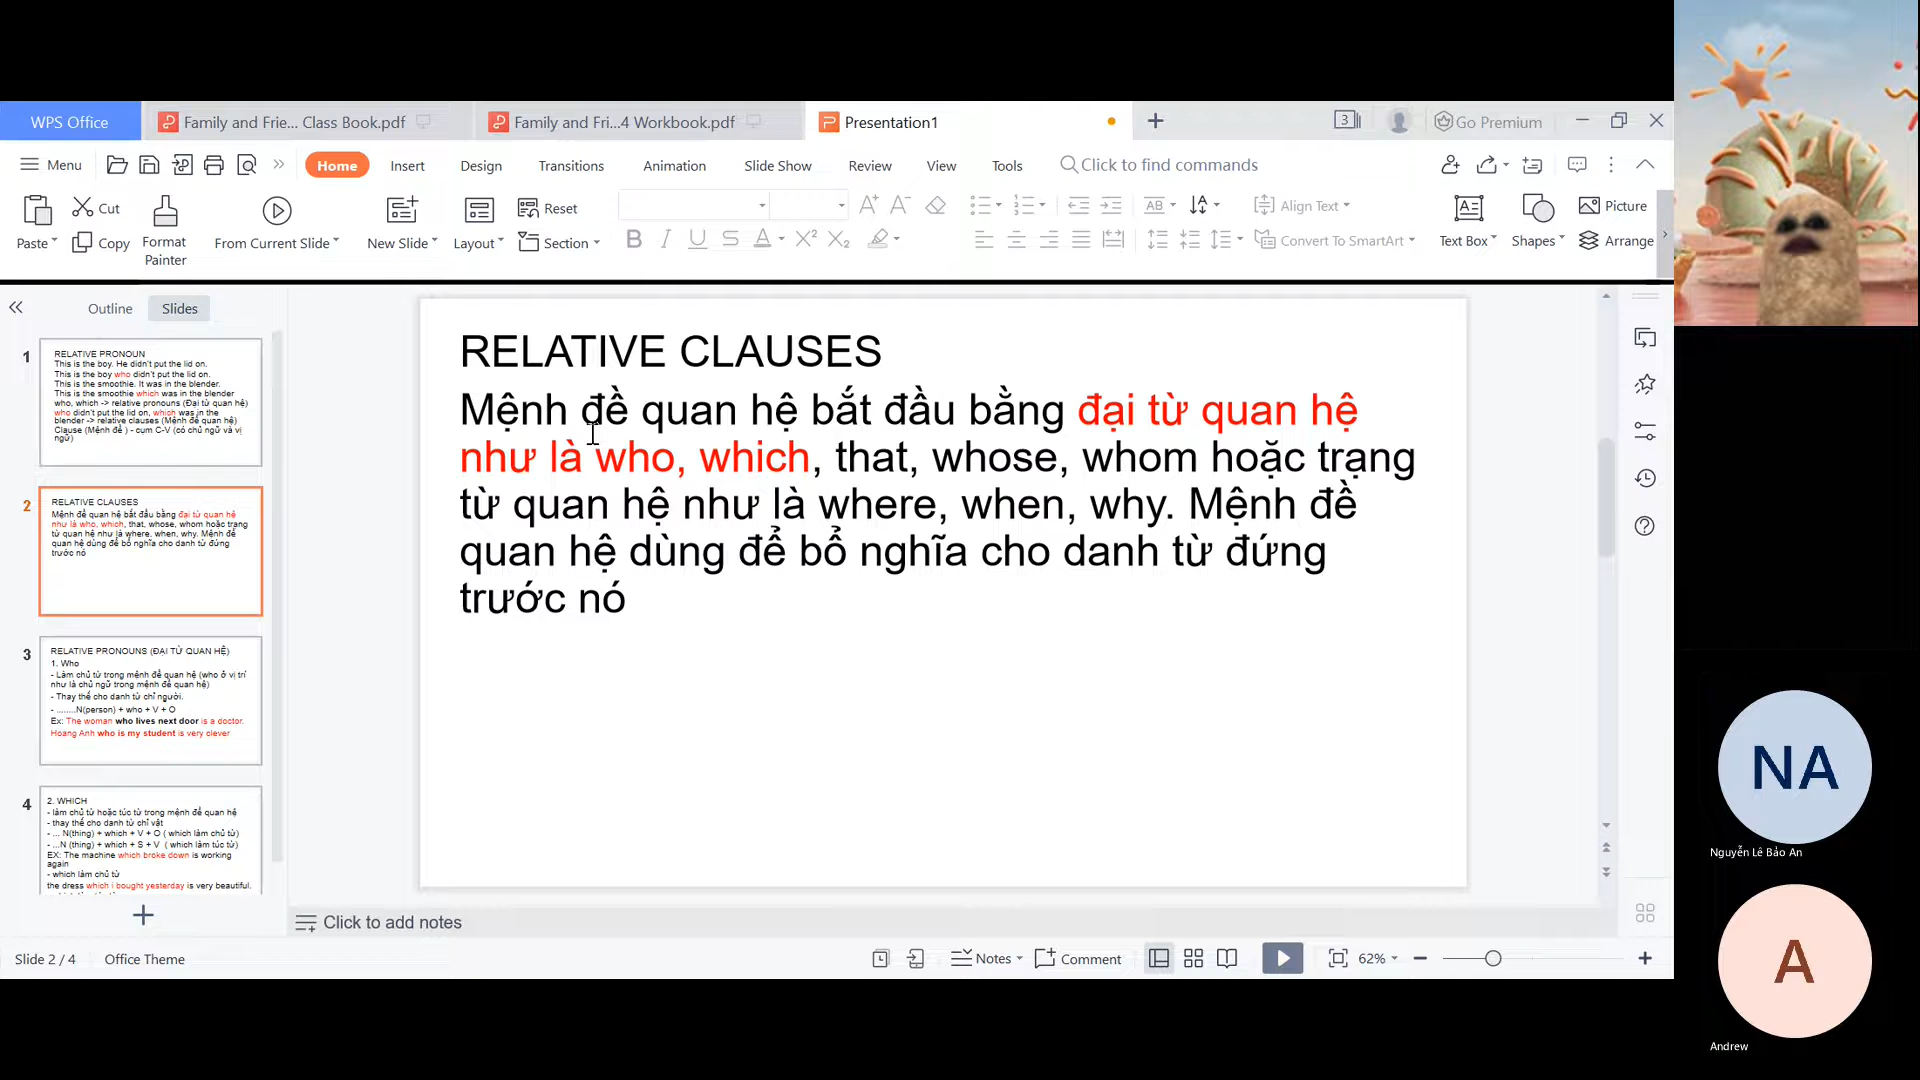 WPS Office
Family and Frie... Class Book.pdf
Family and Fri...4 Workbook.pdf
Presentation1
3
Go Premium
Menu
Home
Insert
Design
Transitions
Animation
Slide Show
Review
View
Tools
Click to find commands
Paste
Cut
Copy
Format
Painter
From Current Slide
New Slide
Layout
Reset
Section
Align Text
Convert To SmartArt
Text Box
Shapes
Picture
Arrange
Outline
Slides
1
RELATIVE PRONOUN
This is the boy. He didn't put the lid on.
This is the boy who didn't put the lid on.
This is the smoothie. It was in the blender.
This is the smoothie which was in the blender
who, which -> relative pronouns (Đại từ quan hệ)
who didn't put the lid on, which was in the
blender -> relative clauses (Mệnh đề quan hệ)
Clause (Mệnh đề ) - cụm C-V (có chủ ngữ và vị
ngữ)
2
RELATIVE CLAUSES
Mệnh đề quan hệ bắt đầu bằng đại từ quan hệ
như là who, which, that, whose, whom hoặc trạng
từ quan hệ như là where, when, why. Mệnh đề
quan hệ dùng để bổ nghĩa cho danh từ đứng
trước nó
3
RELATIVE PRONOUNS (ĐẠI TỪ QUAN HỆ)
1. Who
- Làm chủ từ trong mệnh đề quan hệ (who ở vị trí
như là chủ ngữ trong mệnh đề quan hệ)
- Thay thế cho danh từ chỉ người.
- ........N(person) + who + V + O
Ex: The woman who lives next door is a doctor.
Hoang Anh who is my student is very clever
4
2. WHICH
- làm chủ từ hoặc túc từ trong mệnh đề quan hệ
- thay thế cho danh từ chỉ vật
- ... N(thing) + which + V + O ( which làm chủ từ)
- ...N (thing) + which + S + V ( which làm túc từ)
EX: The machine which broke down is working
again
- which làm chủ từ
the dress which i bought yesterday is very beautiful.
RELATIVE CLAUSES
Mệnh đề quan hệ bắt đầu bằng đại từ quan hệ
như là who, which, that, whose, whom hoặc trạng
từ quan hệ như là where, when, why. Mệnh đề
quan hệ dùng để bổ nghĩa cho danh từ đứng
trước nó
Click to add notes
Slide 2 / 4
Office Theme
Notes
Comment
62%
NA
Nguyễn Lê Bảo An
A
Andrew